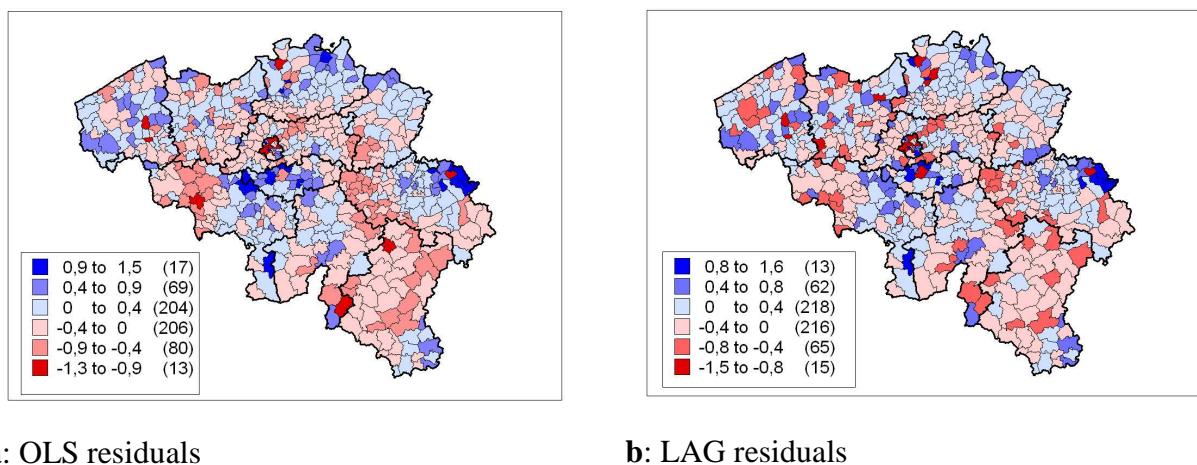 0,9 to 1,5 (17)
0,4 to 0,9 (69)
0 to 0,4 (204)
-0,4 to 0 (206)
-0,9 to -0,4 (80)
-1,3 to -0,9 (13)
0,8 to 1,6 (13)
0,4 to 0,8 (62)
0 to 0,4 (218)
-0,4 to 0 (216)
-0,8 to -0,4 (65)
-1,5 to -0,8 (15)
: OLS residuals
b: LAG residuals